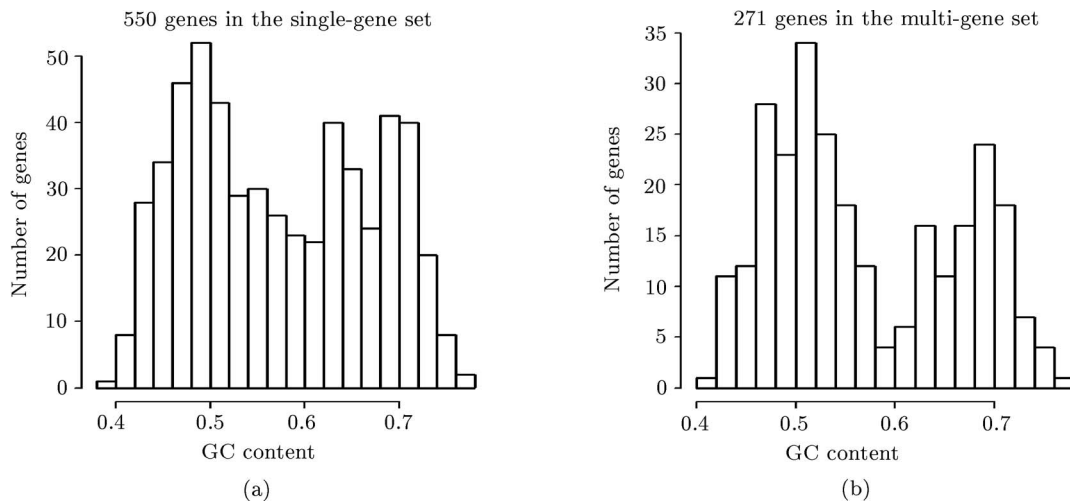 550 genes in the single-gene set
50
40
30
20
10
0
Number of genes
0.4 0.5 0.6 0.7
GC content
(a)
271 genes in the multi-gene set
35
30
25
20
15
10
5
0
Number of genes
0.4 0.5 0.6 0.7
GC content
(b)